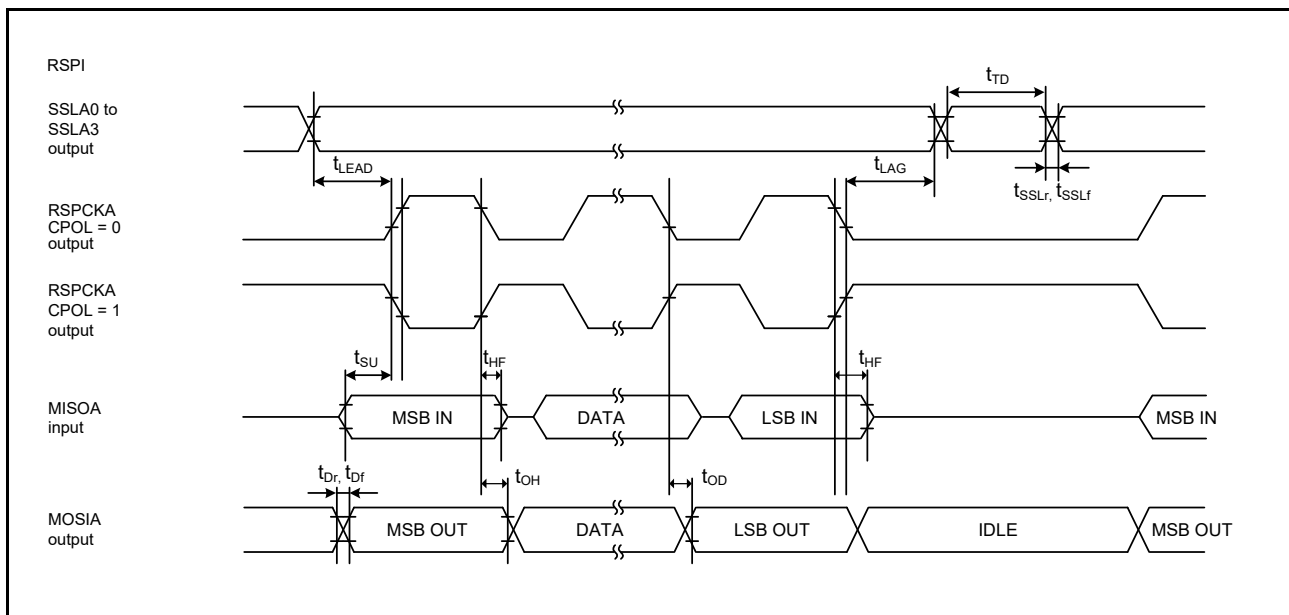 RSPI
SSLA0 to
SSLA3
output
tTD
tLEAD
tLAG
tSSLr, tSSLf
RSPCKA
CPOL = 0
output
RSPCKA
CPOL = 1
output
tSU
tHF
tHF
MISOA
input
MSB IN
DATA
LSB IN
MSB IN
tDr, tDf
tOH
tOD
MOSIA
output
MSB OUT
DATA
LSB OUT
IDLE
MSB OUT